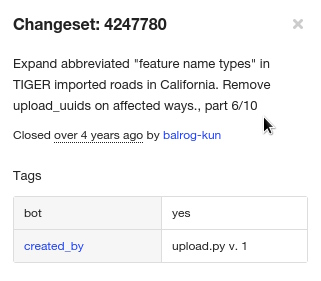 Changeset: 4247780
×
Expand abbreviated "feature name types" in
TIGER imported roads in California. Remove
upload_uuids on affected ways., part 6/10
Closed over 4 years ago by balrog-kun
Tags
bot yes
created_by upload.py v. 1